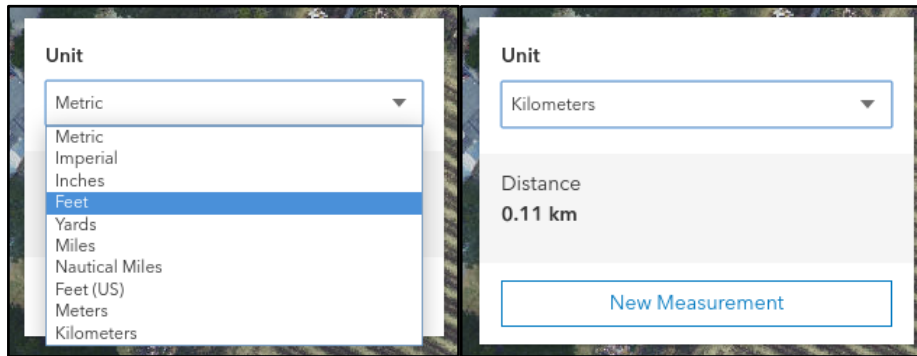 Unit
Metric
Metric
Imperial
Inches
Feet
Yards
Miles
Nautical Miles
Feet (US)
Meters
Kilometers
Unit
Kilometers
Distance
0.11 km
New Measurement